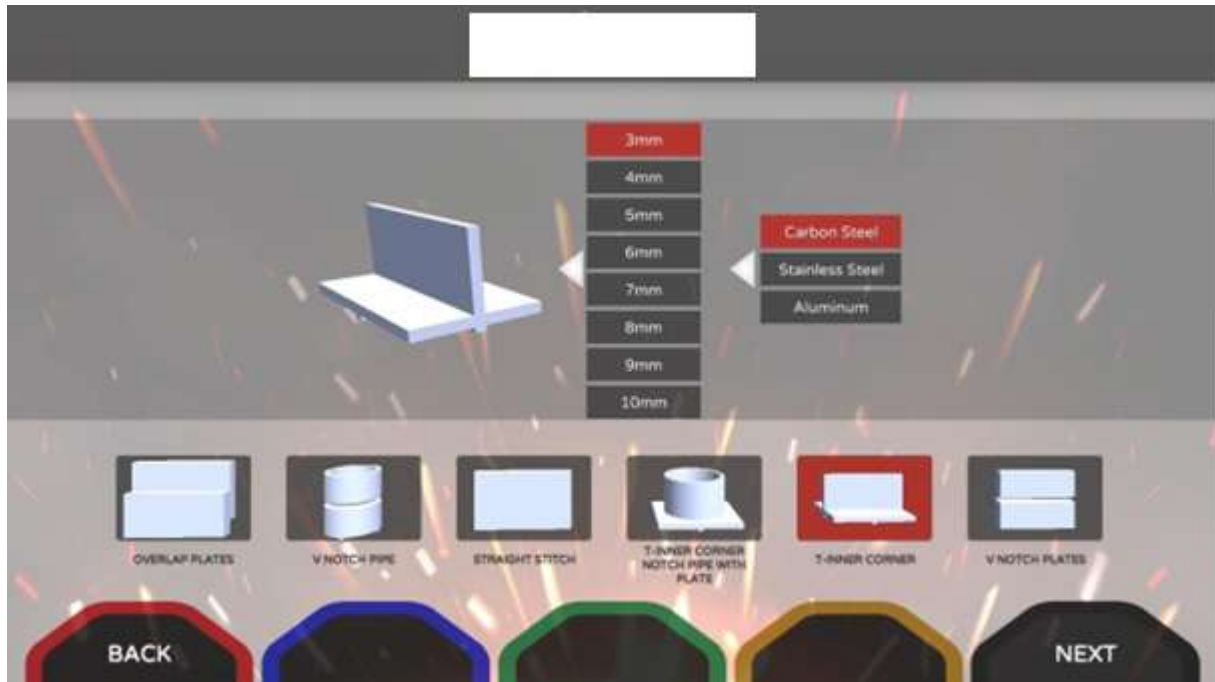 3mm
4mm
5mm
6mm
7mm
8mm
9mm
10mm
Carbon Steel
Stainless Steel
Aluminum
OVERLAP PLATES
V NOTCH PIPE
STRAIGHT STITCH
T-INNER CORNER
NOTCH PIPE WITH
PLATE
T-INNER CORNER
V NOTCH PLATES
BACK
NEXT